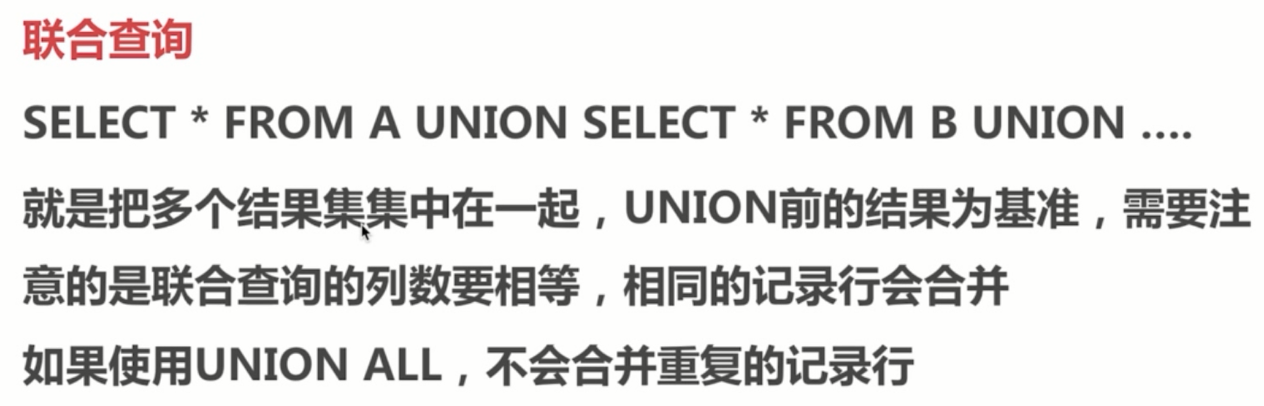 联合查询
SELECT * FROM A UNION SELECT * FROM B UNION ....
就是把多个结果集集中在一起，UNION前的结果为基准，需要注
意的是联合查询的列数要相等，相同的记录行会合并
如果使用UNION ALL，不会合并重复的记录行